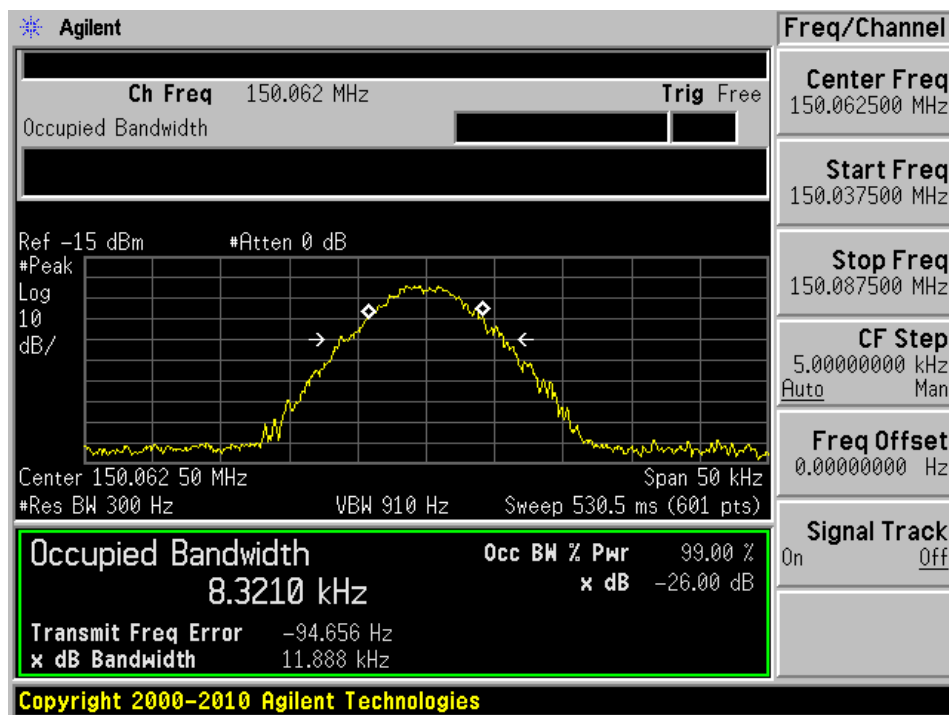 Agilent
Freq/Channel
Ch Freq 150.062 MHz Trig Free
Occupied Bandwidth
Center Freq
150.062500 MHz
Start Freq
150.037500 MHz
Stop Freq
150.087500 MHz
CF Step
5.00000000 kHz
Auto Man
Freq Offset
0.00000000 Hz
Signal Track
On Off
Ref -15 dBm #Atten 0 dB
#Peak
Log
10
dB/
Center 150.062 50 MHz Span 50 kHz
#Res BW 300 Hz VBW 910 Hz Sweep 530.5 ms (601 pts)
Occupied Bandwidth Occ BW % Pwr 99.00 %
8.3210 kHz x dB -26.00 dB
Transmit Freq Error -94.656 Hz
x dB Bandwidth 11.888 kHz
Copyright 2000-2010 Agilent Technologies